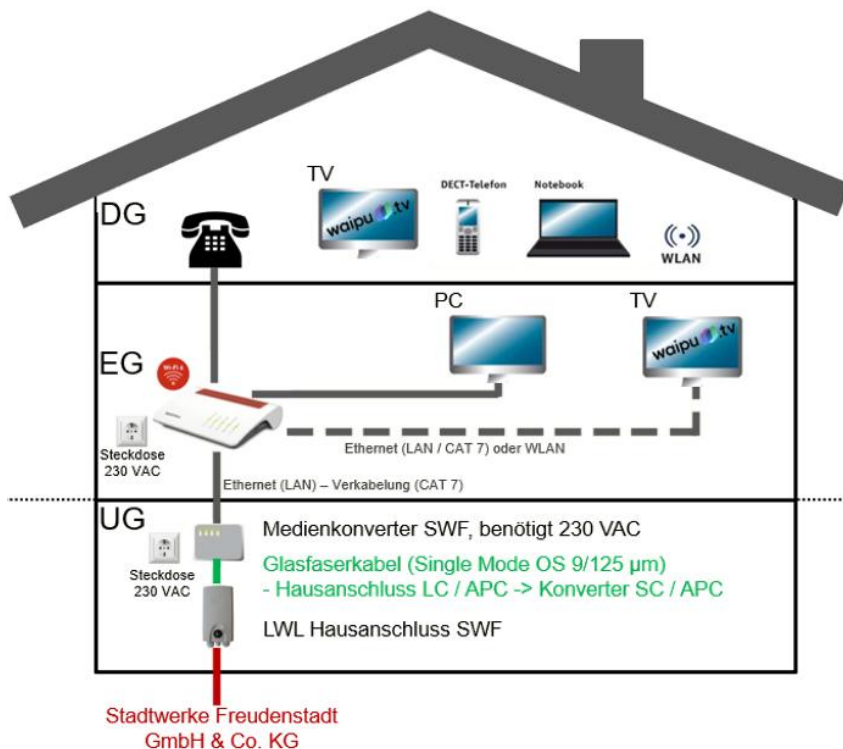 TV
DECT-Telefon
Notebook
DG
waipu.tv
WLAN
PC
TV
EG
Wi-Fi 6
waipu.tv
Steckdose
230 VAC
Ethernet (LAN / CAT 7) oder WLAN
Ethernet (LAN) – Verkabelung (CAT 7)
UG
Medienkonverter SWF, benötigt 230 VAC
Glasfaserkabel (Single Mode OS 9/125 µm)
- Hausanschluss LC / APC -> Konverter SC / APC
Steckdose
230 VAC
LWL Hausanschluss SWF
Stadtwerke Freudenstadt
GmbH & Co. KG